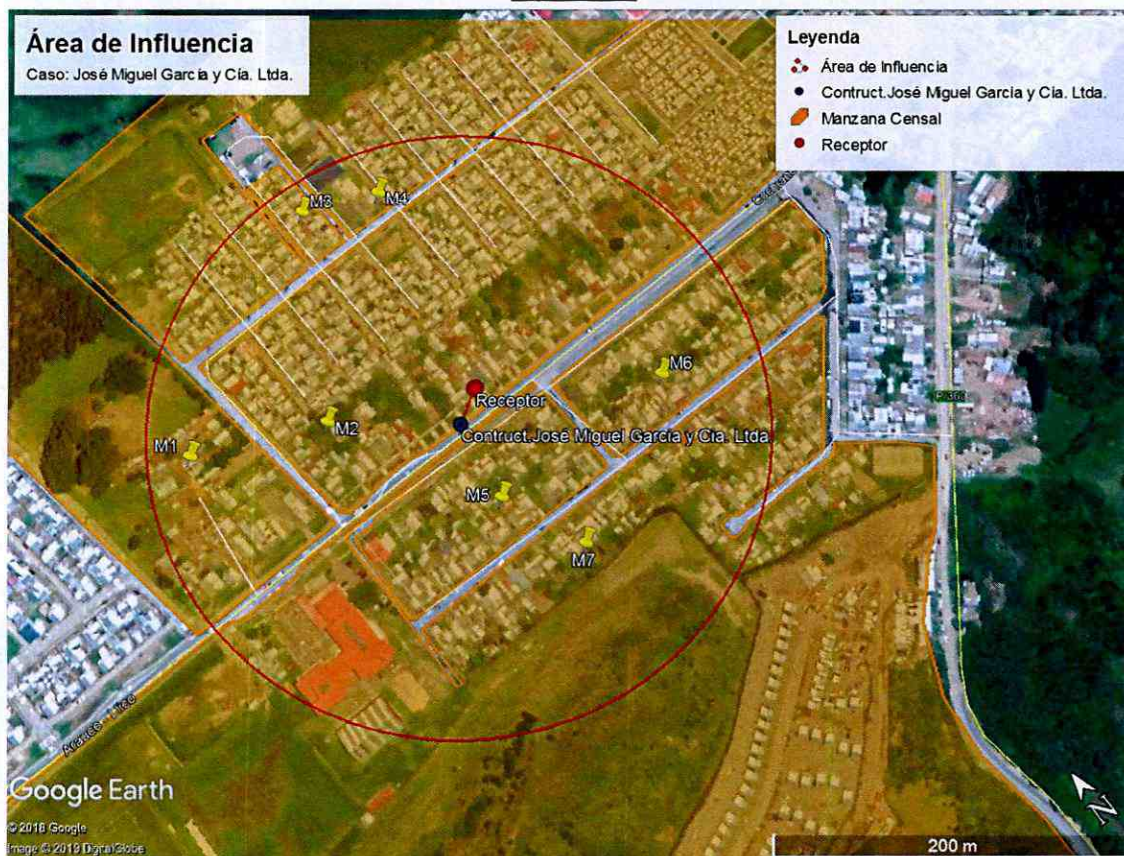 Área de Influencia
Caso: José Miguel García y Cía. Ltda.
Leyenda
Área de Influencia
Contruct.José Miguel García y Cia. Ltda.
Manzana Censal
Receptor
M3
M4
M6
Receptor
Contruct.José Miguel García y Cia. Ltda.
M2
M1
M5
M7
Google Earth
© 2018 Google
Image © 2019 DigitalGlobe
200 m
N